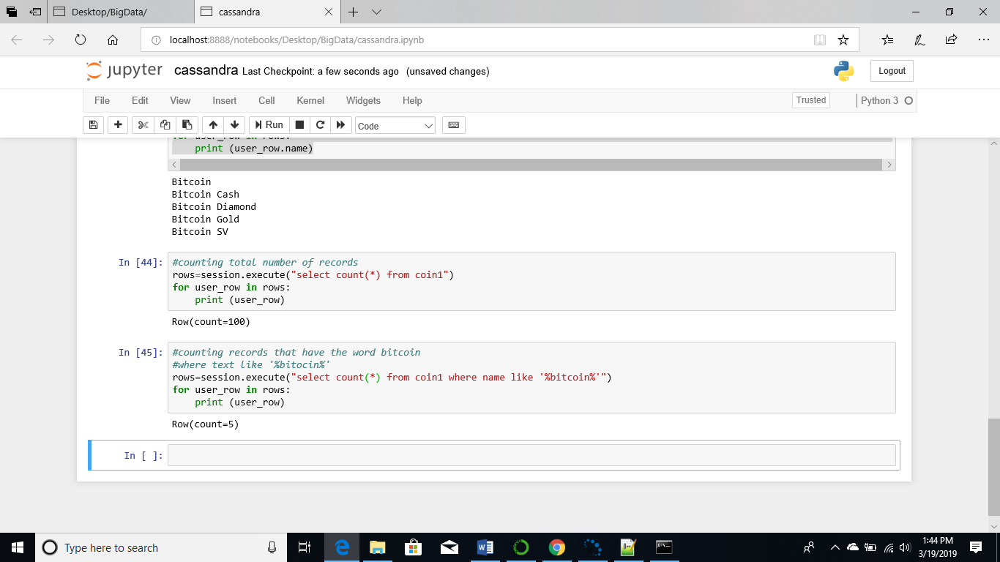 Desktop/BigData/
cassandra
localhost:8888/notebooks/Desktop/BigData/cassandra.ipynb
jupyter cassandra Last Checkpoint: a few seconds ago (unsaved changes)
Logout
File Edit View Insert Cell Kernel Widgets Help
Trusted
Python 3
Run
Code
for user_row in rows:
print (user_row.name)
Bitcoin
Bitcoin Cash
Bitcoin Diamond
Bitcoin Gold
Bitcoin SV
In [44]:
#counting total number of records
rows=session.execute("select count(*) from coin1")
for user_row in rows:
print (user_row)
Row(count=100)
In [45]:
#counting records that have the word bitcoin
#where text like '%bitocin%'
rows=session.execute("select count(*) from coin1 where name like '%bitcoin%'")
for user_row in rows:
print (user_row)
Row(count=5)
In [ ]:
Type here to search
1:44 PM
3/19/2019